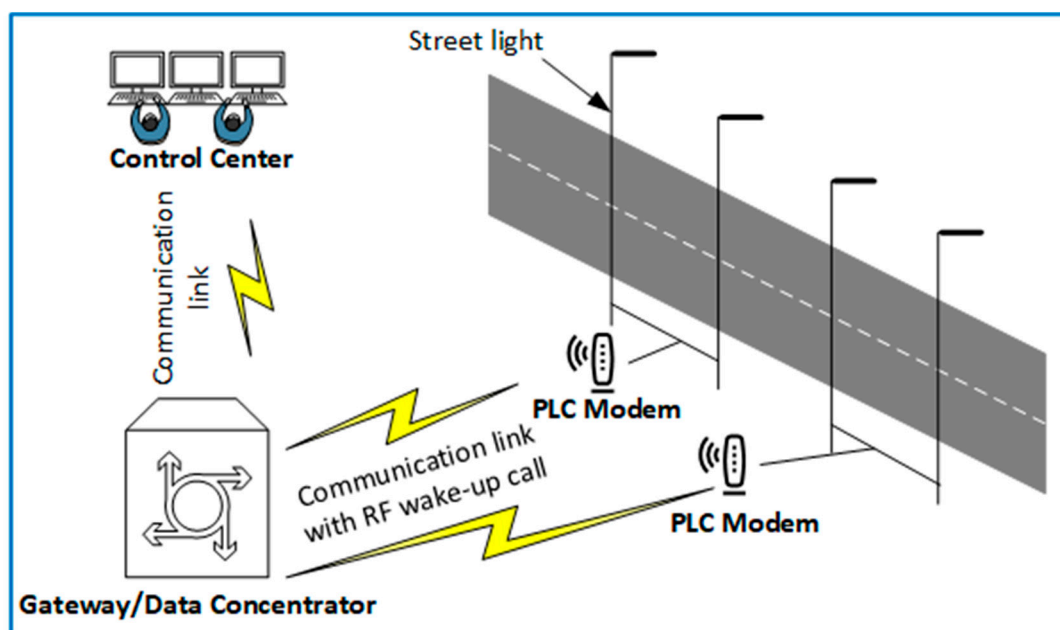 Street light
Control Center
Communication
link
PLC Modem
Communication link
with RF wake-up call
PLC Modem
Gateway/Data Concentrator